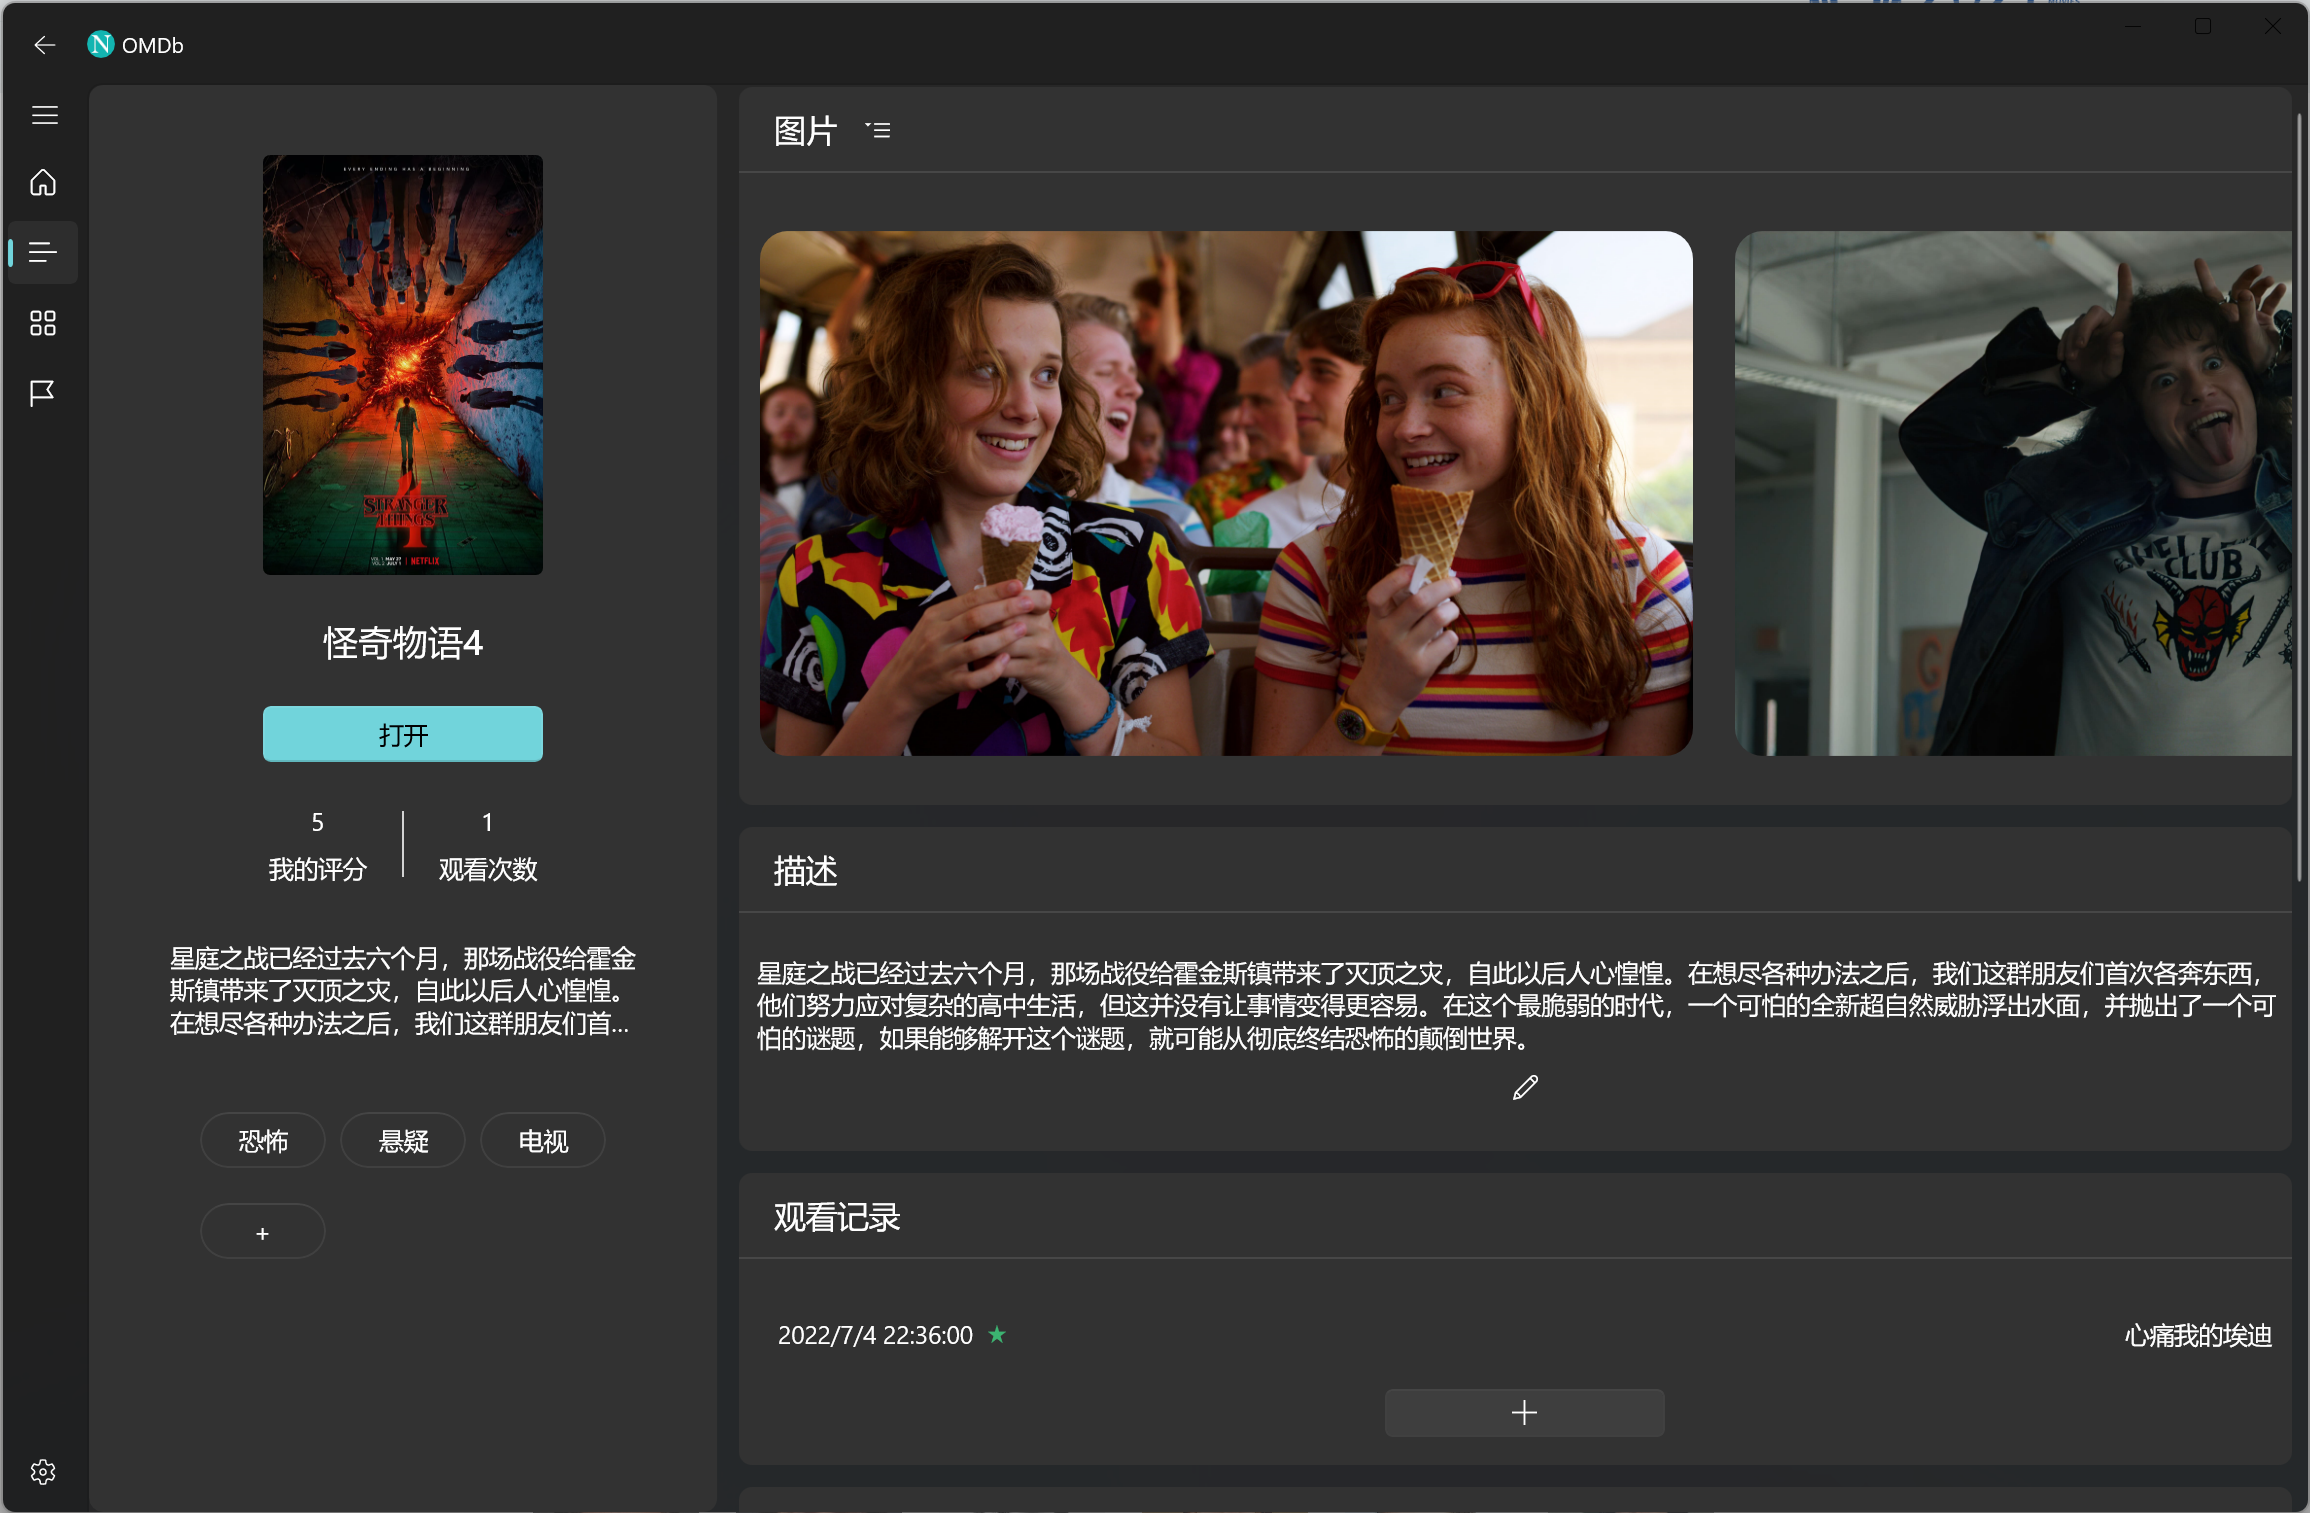 OMDb
EVERY ENDING HAS A BEGINNING
STRANGER
THINGS
4
VOL 1 MAY 27
VOL 2 JULY 1
NETFLIX
怪奇物语4
打开
5
我的评分
1
观看次数
星庭之战已经过去六个月，那场战役给霍金
斯镇带来了灭顶之灾，自此以后人心惶惶。
在想尽各种办法之后，我们这群朋友们首...
恐怖
悬疑
电视
+
图片
HELLFIRE
CLUB
描述
星庭之战已经过去六个月，那场战役给霍金斯镇带来了灭顶之灾，自此以后人心惶惶。在想尽各种办法之后，我们这群朋友们首次各奔东西，
他们努力应对复杂的高中生活，但这并没有让事情变得更容易。在这个最脆弱的时代，一个可怕的全新超自然威胁浮出水面，并抛出了一个可
怕的谜题，如果能够解开这个谜题，就可能从彻底终结恐怖的颠倒世界。
观看记录
2022/7/4 22:36:00
心痛我的埃迪